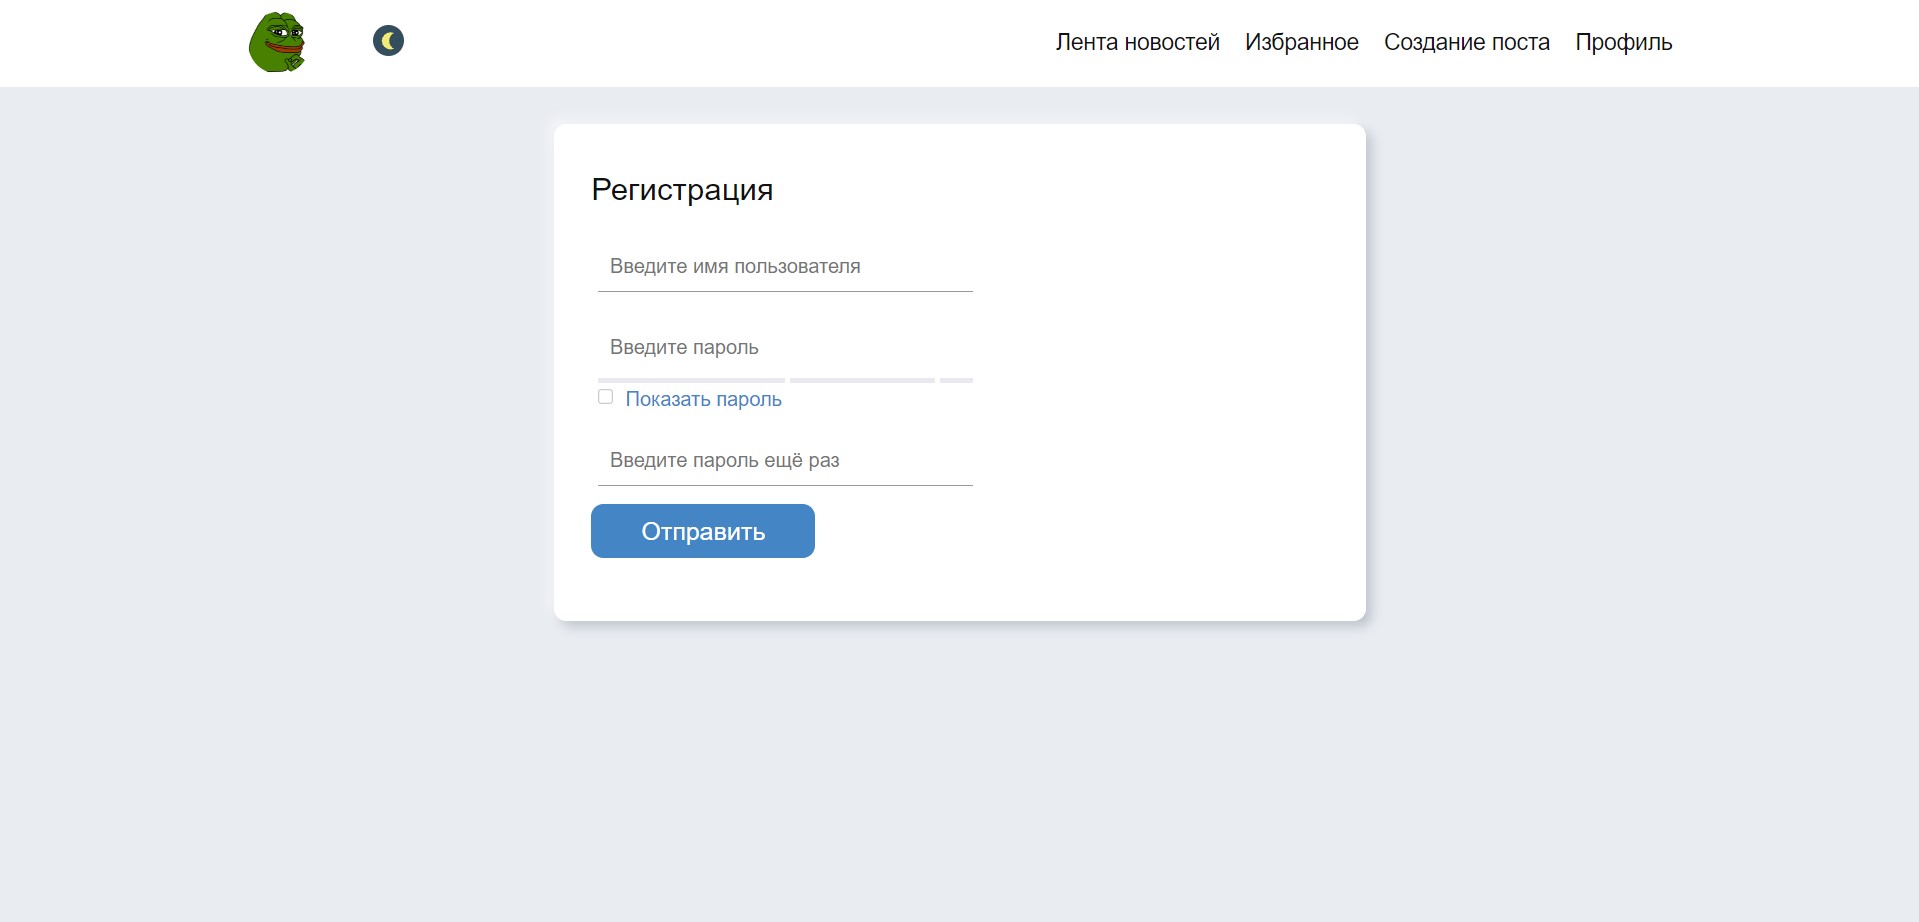 Лента новостей Избранное Создание поста Профиль
Регистрация
Введите имя пользователя
Введите пароль
Показать пароль
Введите пароль ещё раз
Отправить